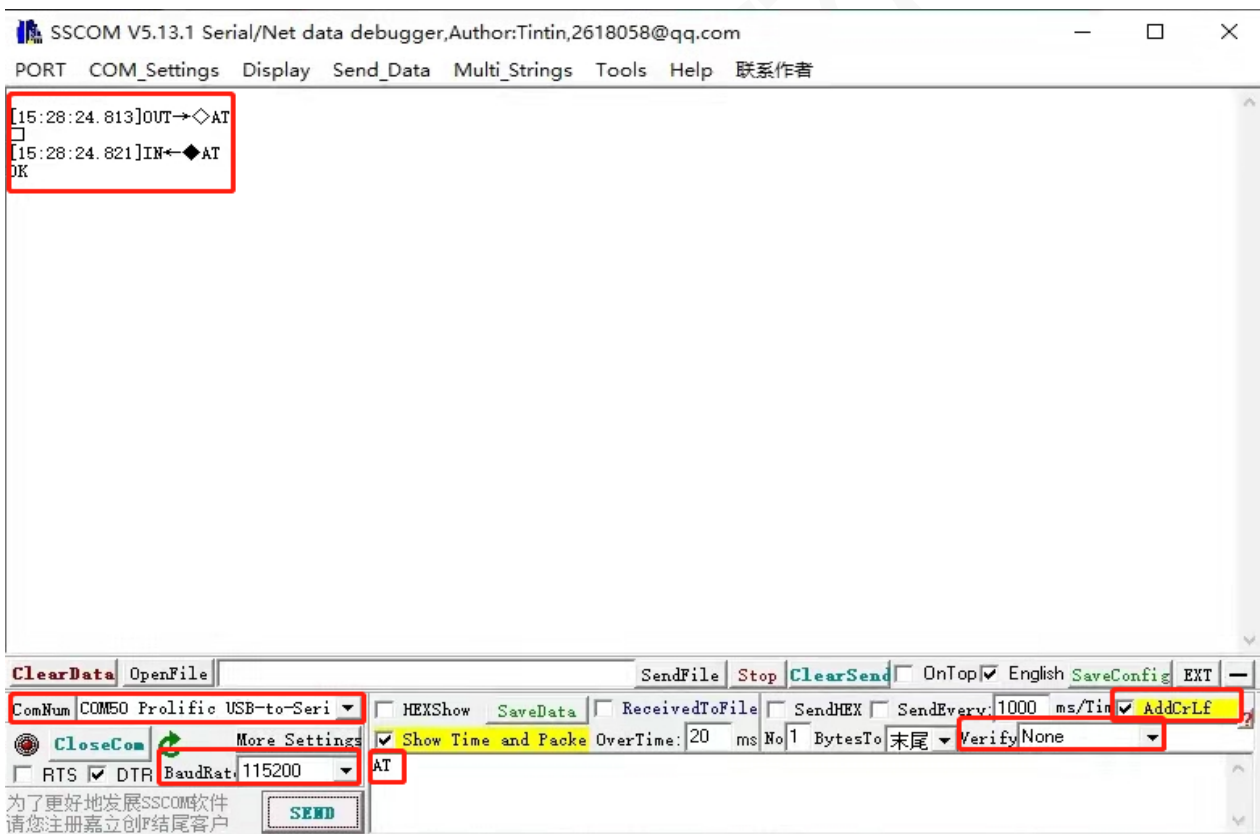 SSCOM V5.13.1 Serial/Net data debugger,Author:Tintin,2618058@qq.com
PORT COM_Settings Display Send_Data Multi_Strings Tools Help 联系作者
[15:28:24.813]OUT→◇AT
□
[15:28:24.821]IN←◆AT
OK
ClearData OpenFile SendFile Stop ClearSend OnTop English SaveConfig EXT
ComNum COM50 Prolific USB-to-Seri HEXShow SaveData ReceivedToFile SendHEX SendEvery: 1000 ms/Tim AddCrLf
CloseCom More Settings Show Time and Packe OverTime: 20 ms No 1 BytesTo 末尾 Verify None
RTS DTR BaudRat: 115200 AT
为了更好地发展SSCOM软件
请您注册嘉立创F结尾客户
SEND